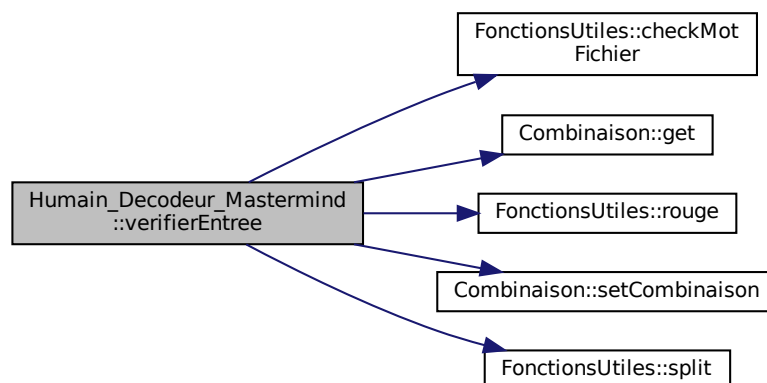 FonctionsUtiles::checkMot
Fichier
Combinaison::get
Humain_Decodeur_Mastermind
::verifierEntree
FonctionsUtiles::rouge
Combinaison::setCombinaison
FonctionsUtiles::split